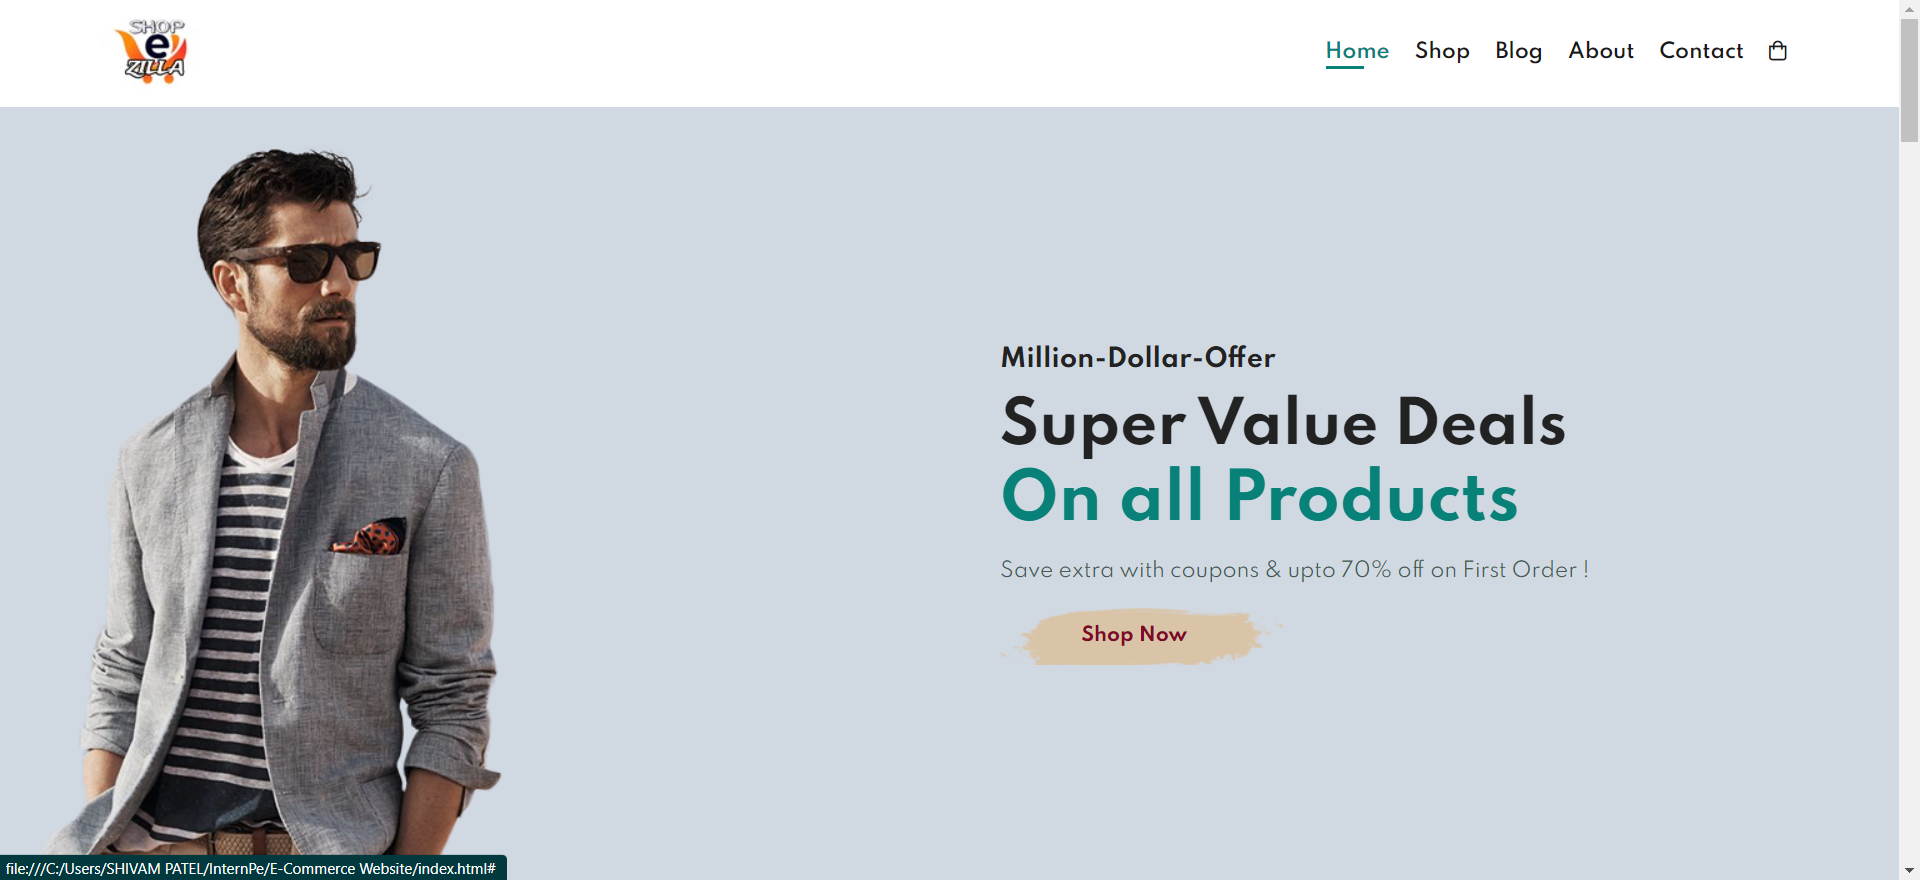 SHOP
e
ZILLA
Home Shop Blog About Contact
Million-Dollar-Offer
Super Value Deals
On all Products
Save extra with coupons & upto 70% off on First Order !
Shop Now
file:///C:/Users/SHIVAM PATEL/InternPe/E-Commerce Website/index.html#